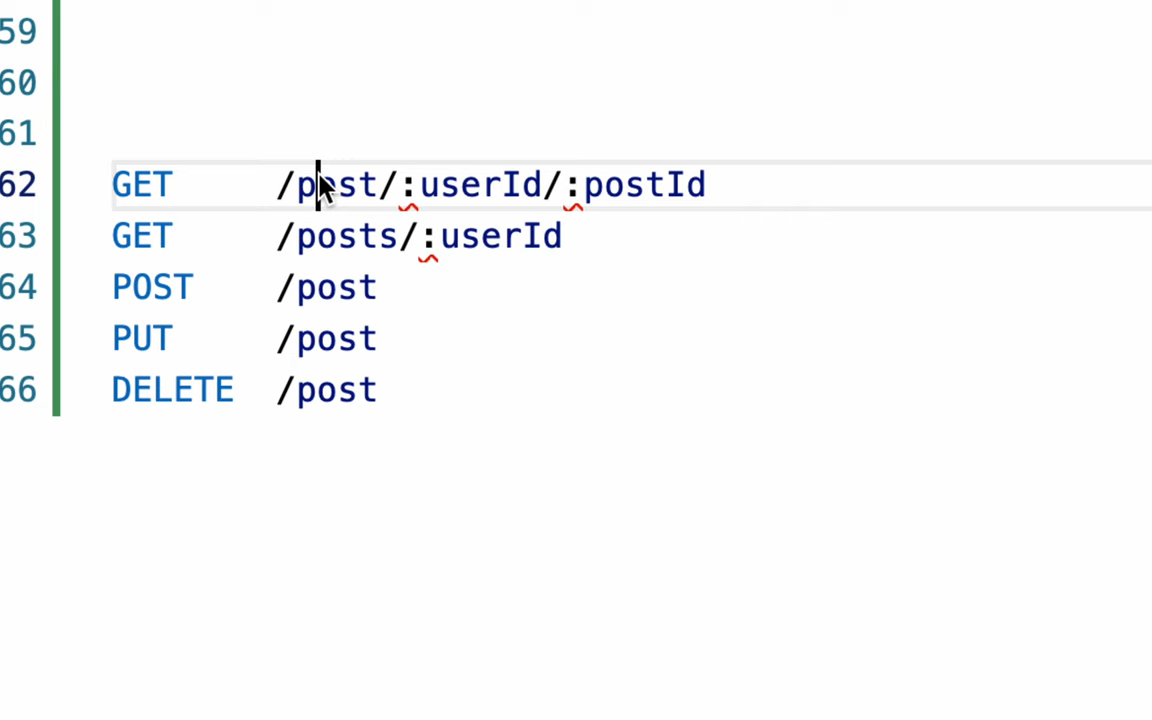 59
60
61
62 GET /post/:userId/:postId
63 GET /posts/:userId
64 POST /post
65 PUT /post
66 DELETE /post